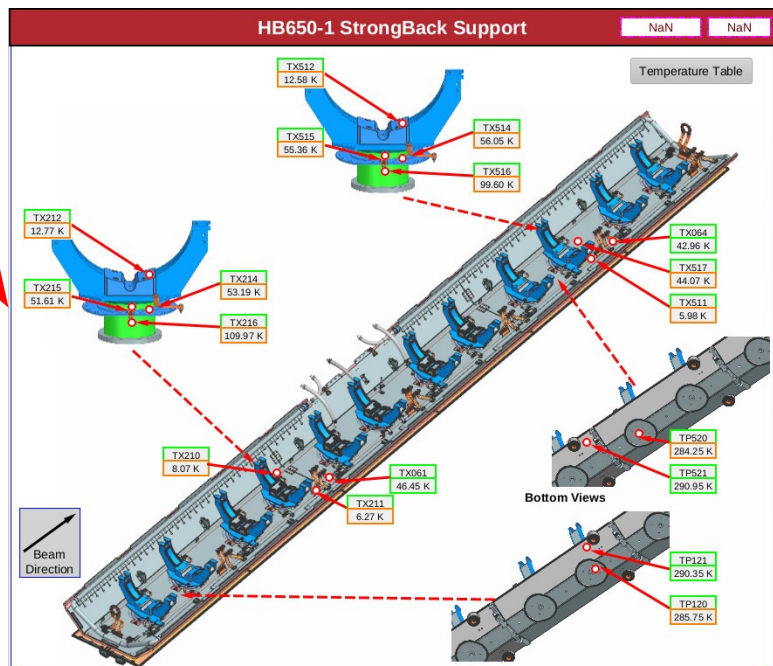 HB650-1 StrongBack Support
NaN
NaN
Temperature Table
TX512
12.58 K
TX515
55.36 K
TX514
56.05 K
TX516
99.60 K
TX212
12.77 K
TX215
51.61 K
TX214
53.19 K
TX216
109.97 K
TX064
42.96 K
TX517
44.07 K
TX511
5.98 K
TX210
8.07 K
TX061
46.45 K
TX211
6.27 K
TP520
284.25 K
TP521
290.95 K
Bottom Views
TP121
290.35 K
TP120
285.75 K
Beam
Direction